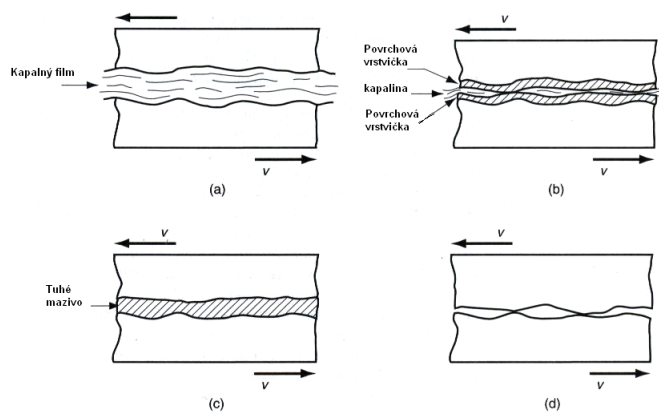 Kapalný film
v
(a)
v
Povrchová
vrstvička
kapalina
Povrchová
vrstvička
v
(b)
v
Tuhé
mazivo
v
(c)
v
v
(d)